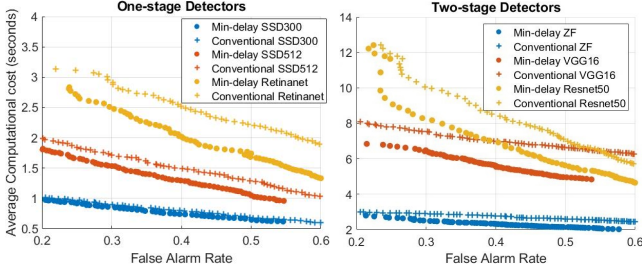 One-stage Detectors
Average Computational cost (seconds)
4
3.5
3
2.5
2
1.5
1
0.5
0.2
0.3
0.4
0.5
0.6
False Alarm Rate
Min-delay SSD300
Conventional SSD300
Min-delay SSD512
Conventional SSD512
Min-delay Retinanet
Conventional Retinanet
Two-stage Detectors
14
12
10
8
6
4
2
0.2
0.3
0.4
0.5
0.6
False Alarm Rate
Min-delay ZF
Conventional ZF
Min-delay VGG16
Conventional VGG16
Min-delay Resnet50
Conventional Resnet50